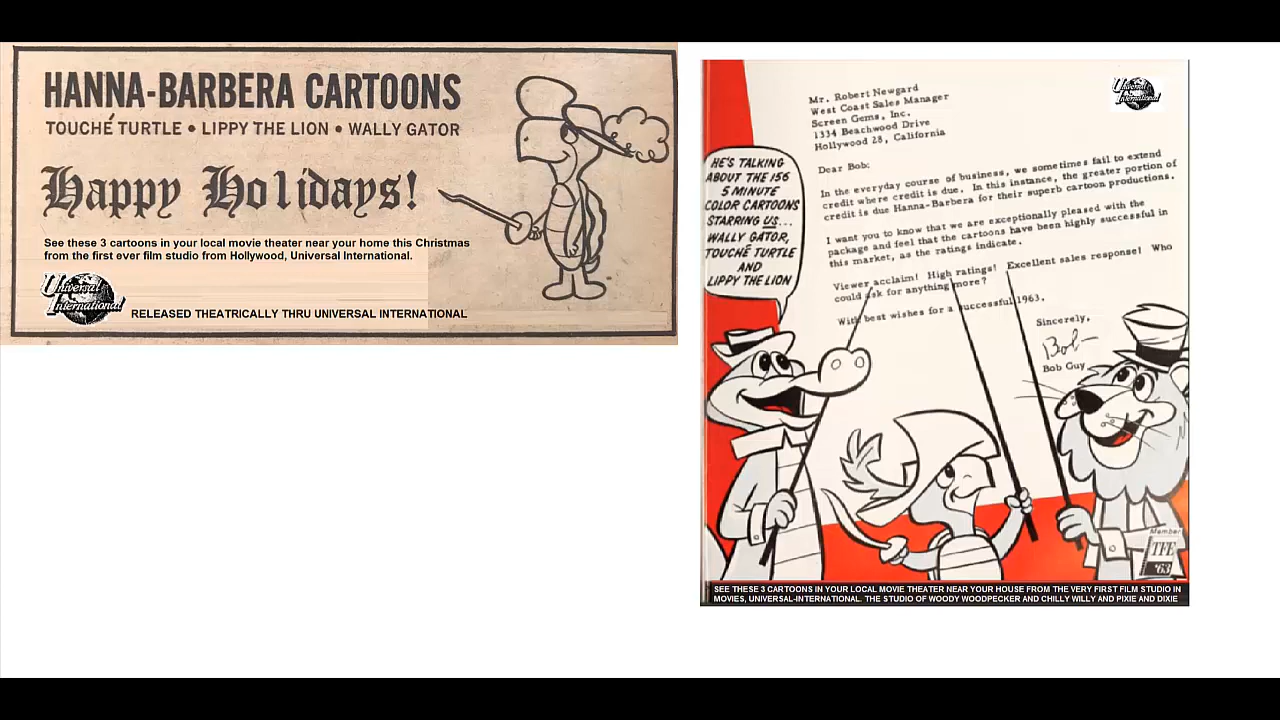 HANNA-BARBERA CARTOONS
TOUCHÉ TURTLE • LIPPY THE LION • WALLY GATOR
Happy Holidays!
See these 3 cartoons in your local movie theater near your home this Christmas
from the first ever film studio from Hollywood, Universal International.
Universal
International
RELEASED THEATRICALLY THRU UNIVERSAL INTERNATIONAL
Universal
International
Mr. Robert Newgard
West Coast Sales Manager
Screen Gems, Inc.
1334 Beachwood Drive
Hollywood 28, California
Dear Bob:
In the everyday course of business, we sometimes fail to extend
credit where credit is due. In this instance, the greater portion of
credit is due Hanna-Barbera for their superb cartoon productions.
I want you to know that we are exceptionally pleased with the
package and feel that the cartoons have been highly successful in
this market, as the ratings indicate.
Viewer acclaim! High ratings! Excellent sales response! Who
could ask for anything more?
With best wishes for a successful 1963,
Sincerely,
Bob
Bob Guy
HE'S TALKING
ABOUT THE 156
5 MINUTE
COLOR CARTOONS
STARRING US...
WALLY GATOR,
TOUCHÉ TURTLE
AND
LIPPY THE LION
Member
TFE
'63
SEE THESE 3 CARTOONS IN YOUR LOCAL MOVIE THEATER NEAR YOUR HOUSE FROM THE VERY FIRST FILM STUDIO IN
MOVIES, UNIVERSAL-INTERNATIONAL. THE STUDIO OF WOODY WOODPECKER AND CHILLY WILLY AND PIXIE AND DIXIE